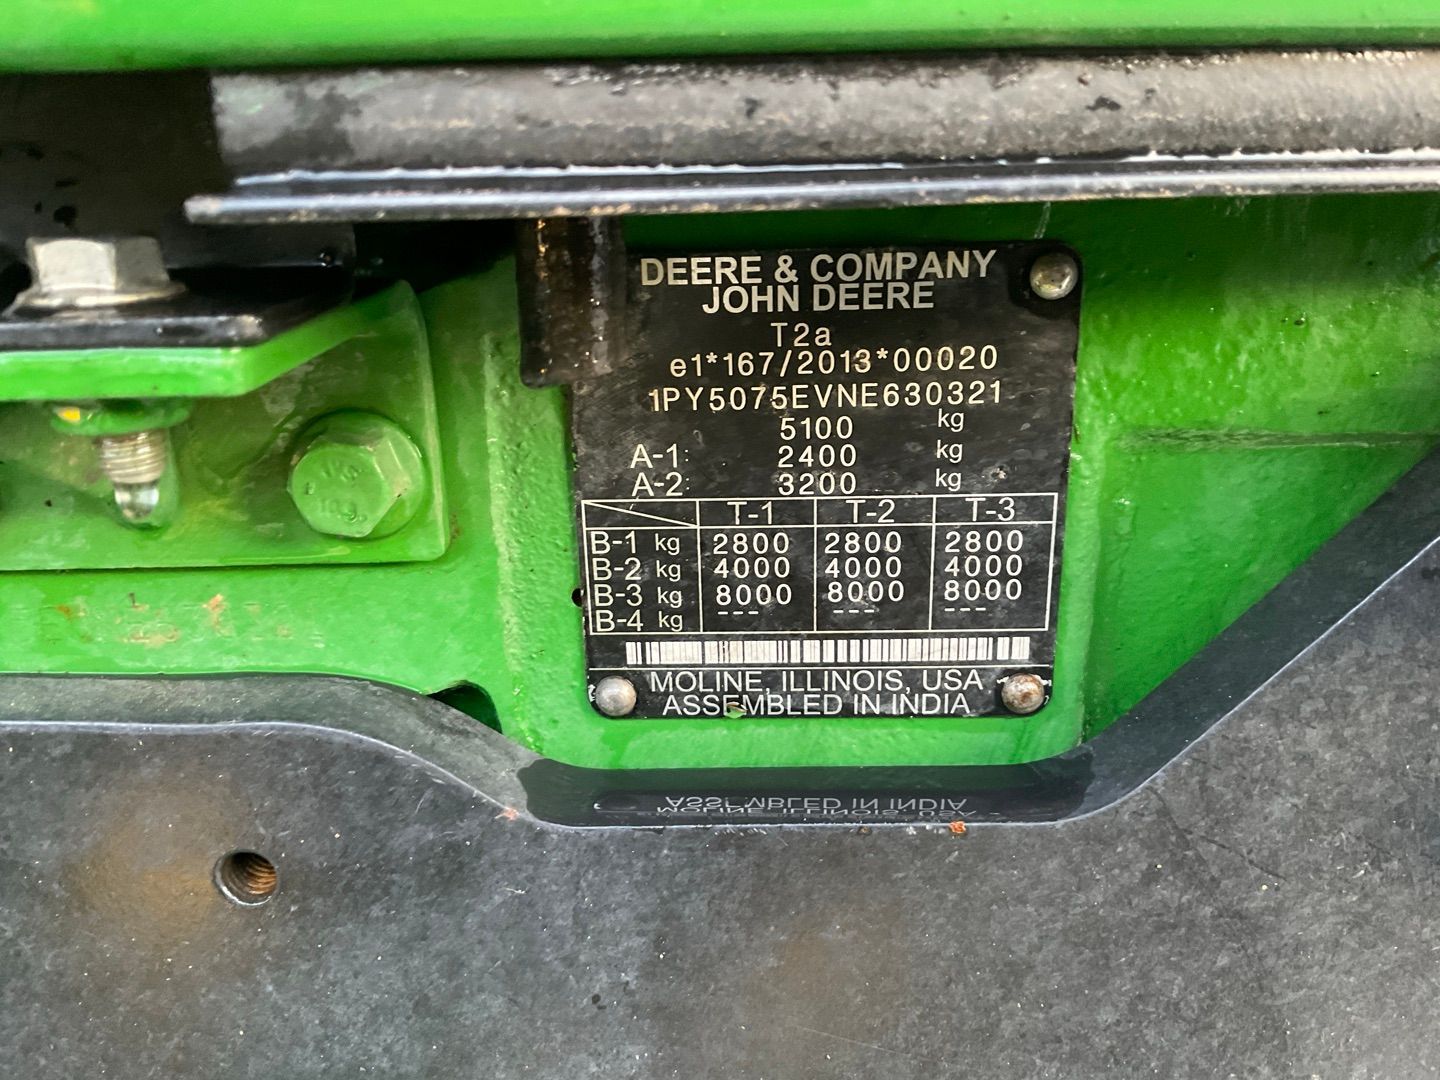 DEERE & COMPANY
JOHN DEERE
T2a
e1*167/2013*00020
1PY5075EVNE630321
5100 kg
A-1: 2400 kg
A-2: 3200 kg
T-1 T-2 T-3
B-1 kg 2800 2800 2800
B-2 kg 4000 4000 4000
B-3 kg 8000 8000 8000
B-4 kg --- --- ---
MOLINE, ILLINOIS, USA
ASSEMBLED IN INDIA